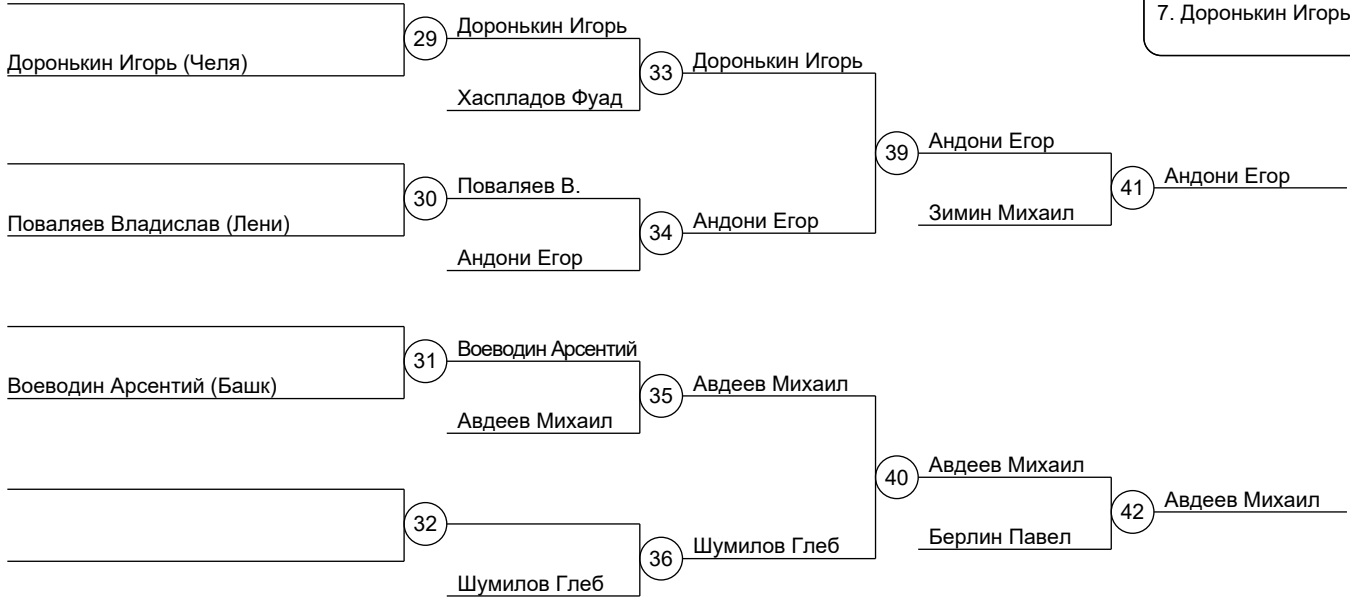 7. Доронькин Игорь
29
Доронькин Игорь
Доронькин Игорь (Челя)
33
Доронькин Игорь
Хаспладов Фуад
39
Андони Егор
30
Поваляев В.
41
Андони Егор
Поваляев Владислав (Лени)
34
Андони Егор
Зимин Михаил
Андони Егор
31
Воеводин Арсентий
Воеводин Арсентий (Башк)
35
Авдеев Михаил
Авдеев Михаил
40
Авдеев Михаил
32
42
Авдеев Михаил
36
Шумилов Глеб
Берлин Павел
Шумилов Глеб